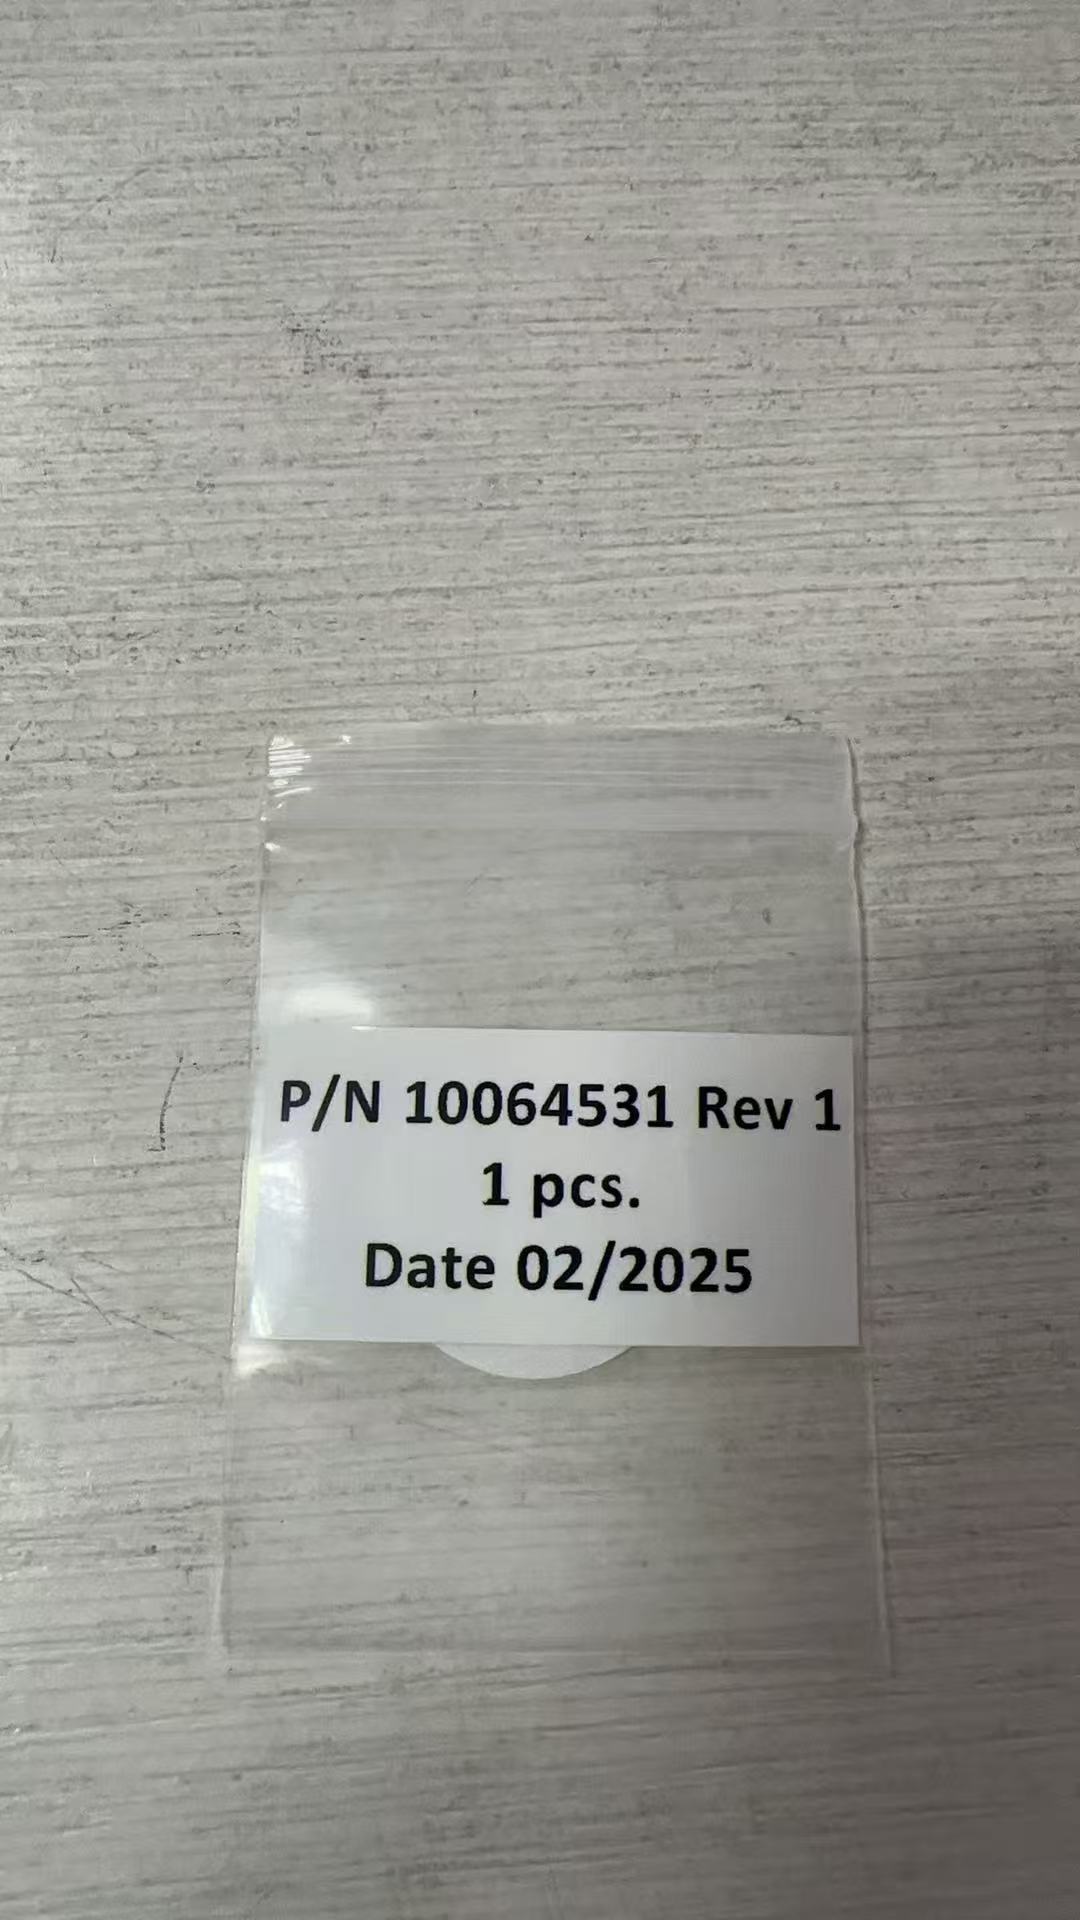 P/N 10064531 Rev 1
1 pcs.
Date 02/2025